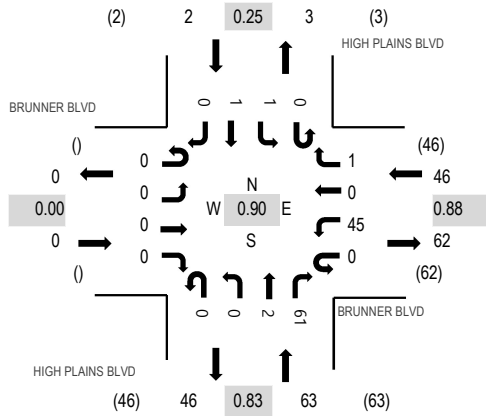 (2) 2 0.25 3 (3)
HIGH PLAINS BLVD
BRUNNER BLVD
0 1 1 0
() 0 1 (46)
0 N 46
0 0
0.00 W 0.90 E 0.88
0 45
0 S 62
0 0
() (62)
0 0 2 61
BRUNNER BLVD
HIGH PLAINS BLVD
(46) 46 0.83 63 (63)